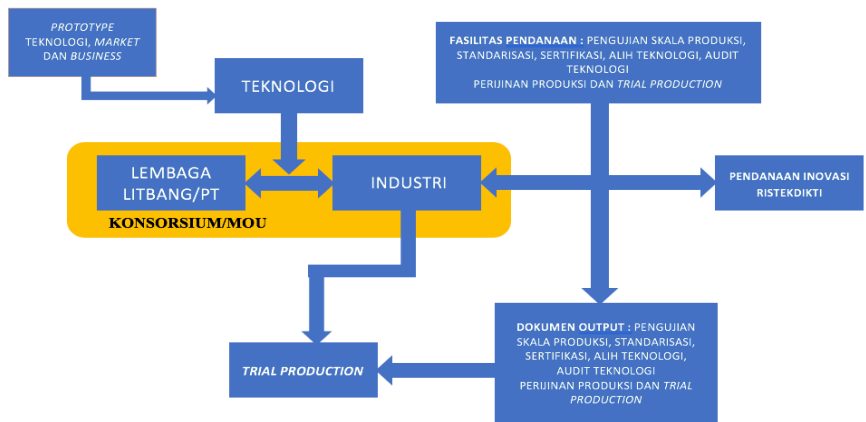 PROTOTYPE
TEKNOLOGI, MARKET
DAN BUSINESS
FASILITAS PENDANAAN : PENGUJIAN SKALA PRODUKSI,
STANDARISASI, SERTIFIKASI, ALIH TEKNOLOGI, AUDIT
TEKNOLOGI
PERIJINAN PRODUKSI DAN TRIAL PRODUCTION
TEKNOLOGI
LEMBAGA
LITBANG/PT
INDUSTRI
PENDANAAN INOVASI
RISTEKDIKTI
KONSORSIUM/MOU
DOKUMEN OUTPUT : PENGUJIAN
SKALA PRODUKSI, STANDARISASI,
SERTIFIKASI, ALIH TEKNOLOGI,
AUDIT TEKNOLOGI
PERIJINAN PRODUKSI DAN TRIAL
PRODUCTION
TRIAL PRODUCTION